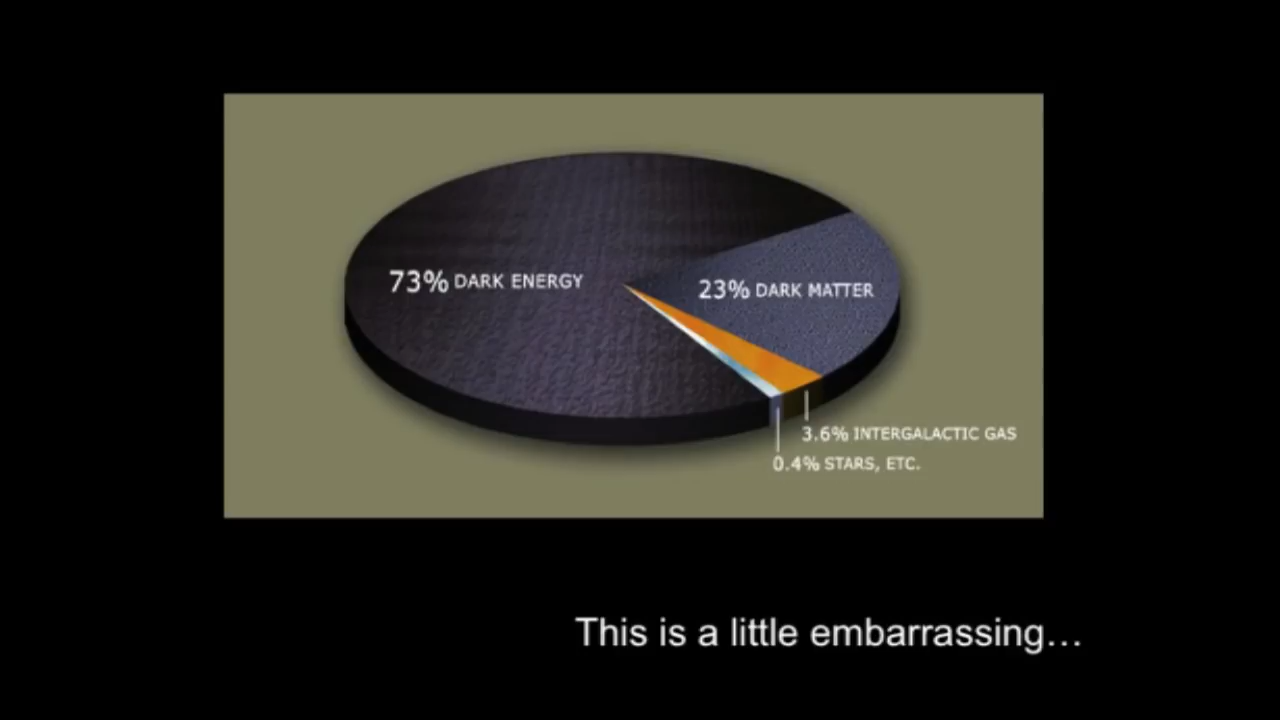 73% DARK ENERGY
23% DARK MATTER
3.6% INTERGALACTIC GAS
0.4% STARS, ETC.
This is a little embarrassing…